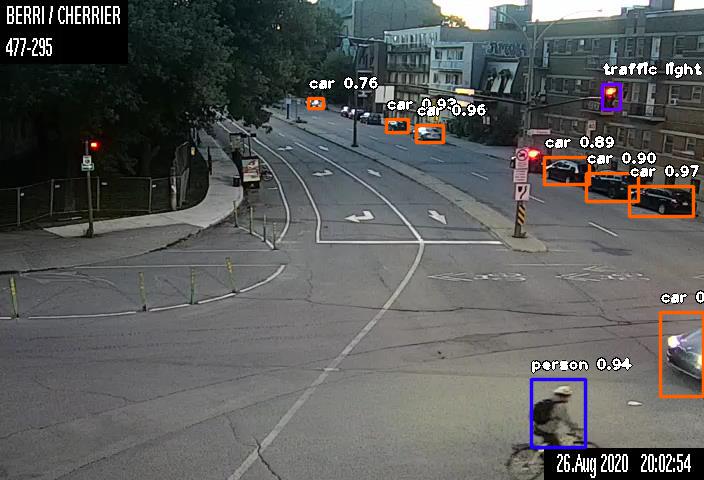 BERRI / CHERRIER
477-295
traffic light
car 0.76
car 0.93
car 0.96
car 0.89
car 0.90
car 0.97
car 0
person 0.94
26.Aug 2020 20:02:54